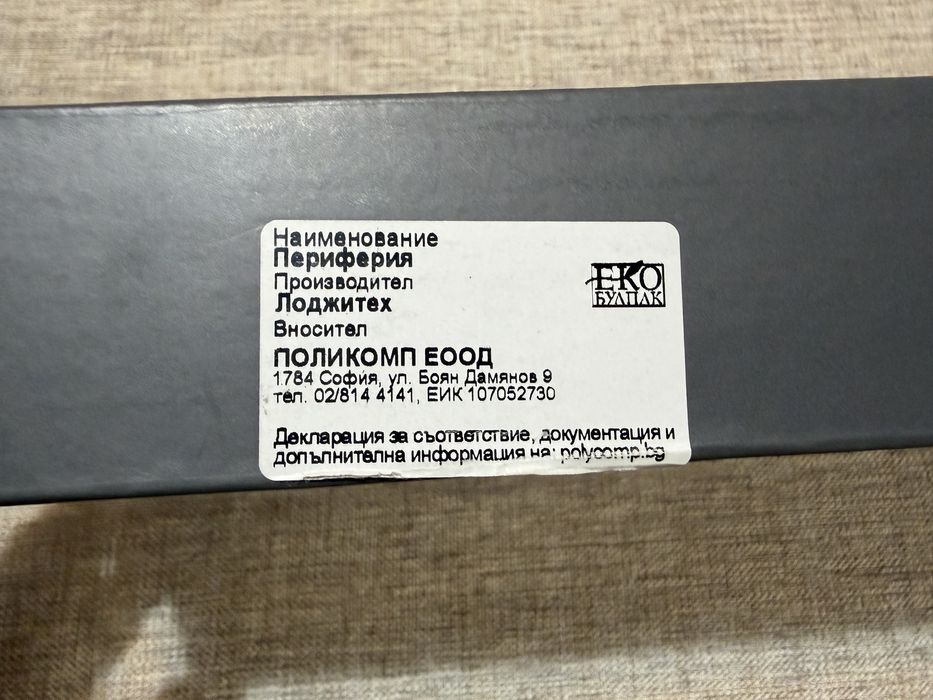 Наименование
Периферия
Производител
Лоджитех
Вносител
ПОЛИКОМП ЕООД
1784 София, ул. Боян Дамянов 9
тел. 02/814 4141, ЕИК 107052730
Декларация за съответствие, документация и
допълнителна информация на: polycomp.bg
ЕКО
БУЛПАК